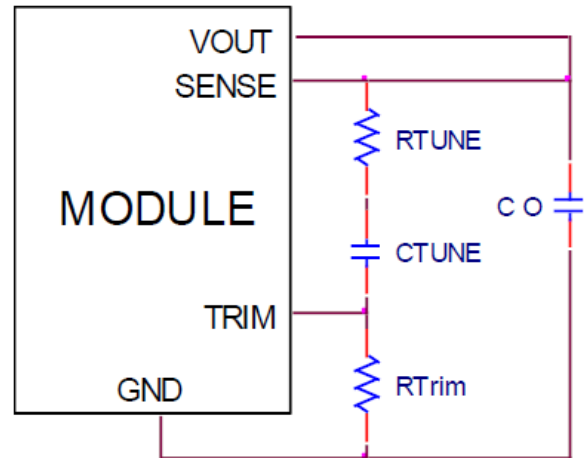 VOUT
SENSE
RTUNE
MODULE
C O
CTUNE
TRIM
GND
RTrim